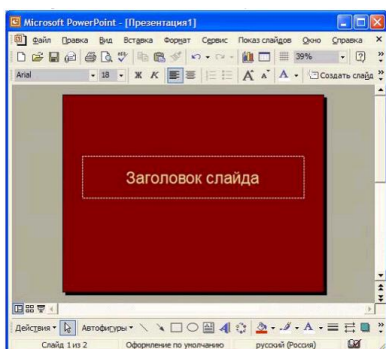 Microsoft PowerPoint - [Презентация1]
Файл Правка Вид Вставка Формат Сервис Показ слайдов Окно Справка
39%
Arial 18 Ж К А А А Создать слайд
Заголовок слайда
Действия Автофигуры А
Слайд 1 из 2 Оформление по умолчанию русский (Россия)